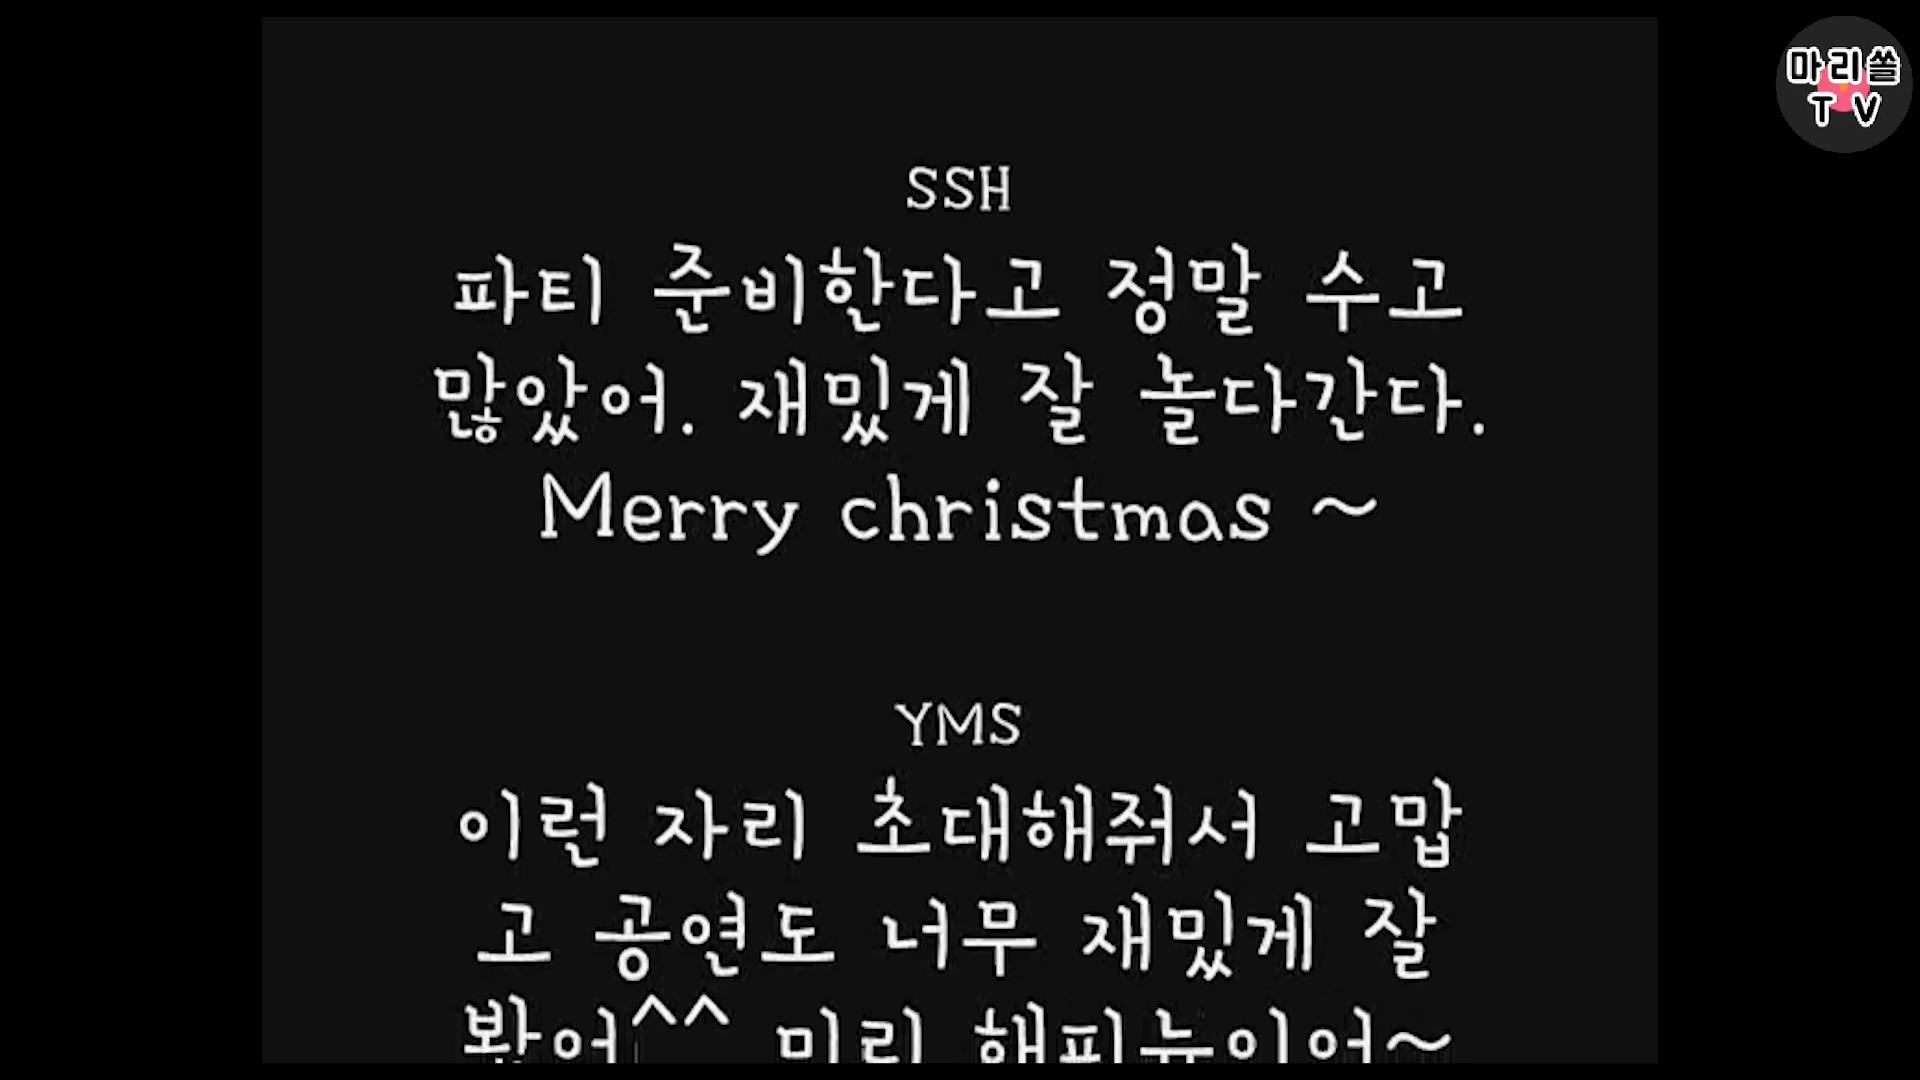 마리쏠
TV
SSH
파티 준비한다고 정말 수고
많았어. 재밌게 잘 놀다간다.
Merry christmas ~
YMS
이런 자리 초대해줘서 고맙
고 공연도 너무 재밌게 잘
봤어^^ 미리 해피뉴이어~